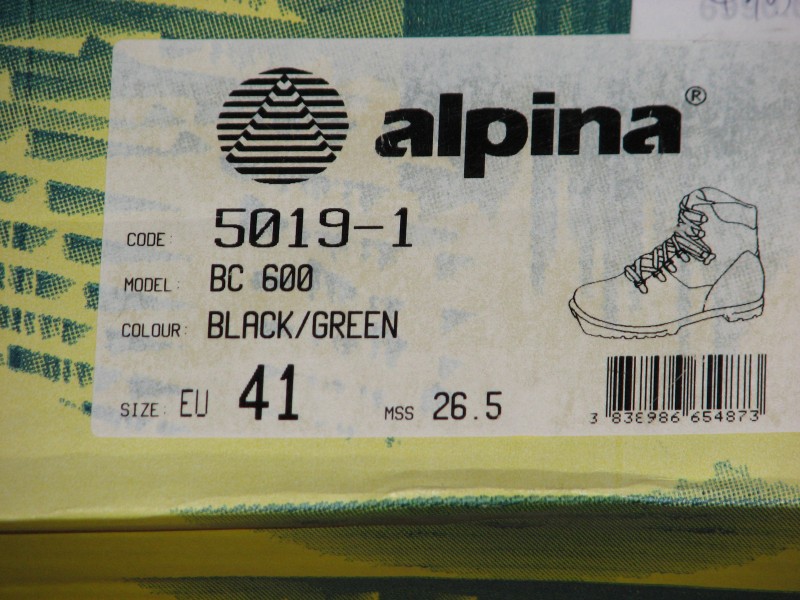 alpina®
CODE: 5019-1
MODEL: BC 600
COLOUR: BLACK/GREEN
SIZE: EU 41 MSS 26.5
3 838986 654873